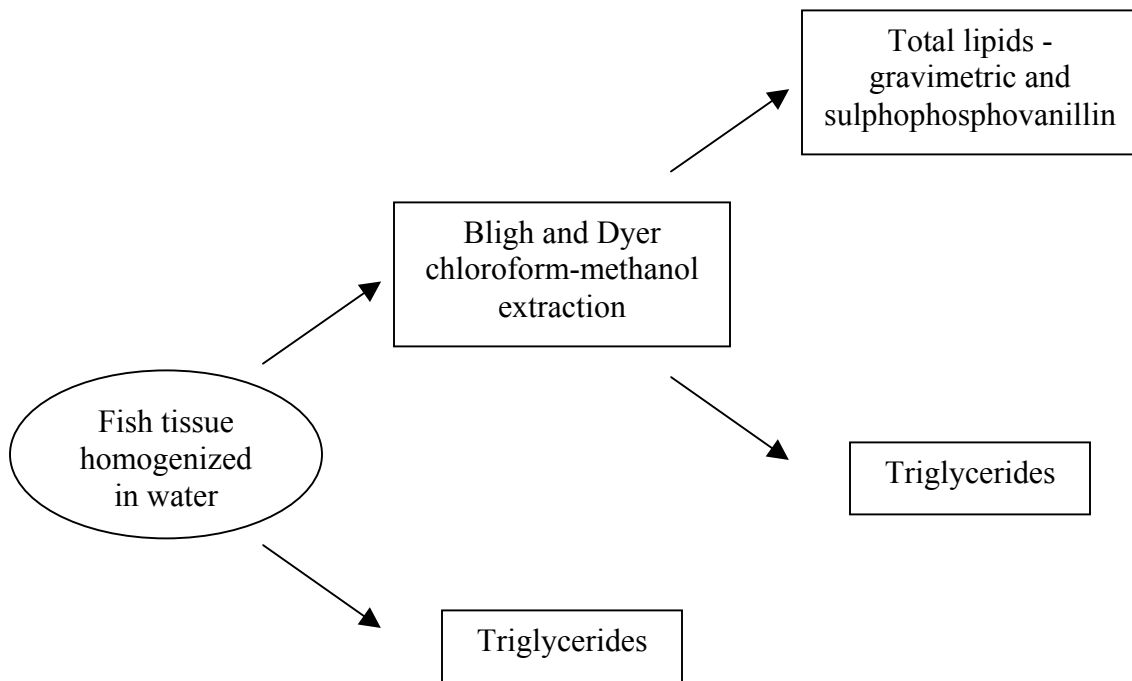 Total lipids -
gravimetric and
sulphophosphovanillin
Bligh and Dyer
chloroform-methanol
extraction
Fish tissue
homogenized
in water
Triglycerides
Triglycerides